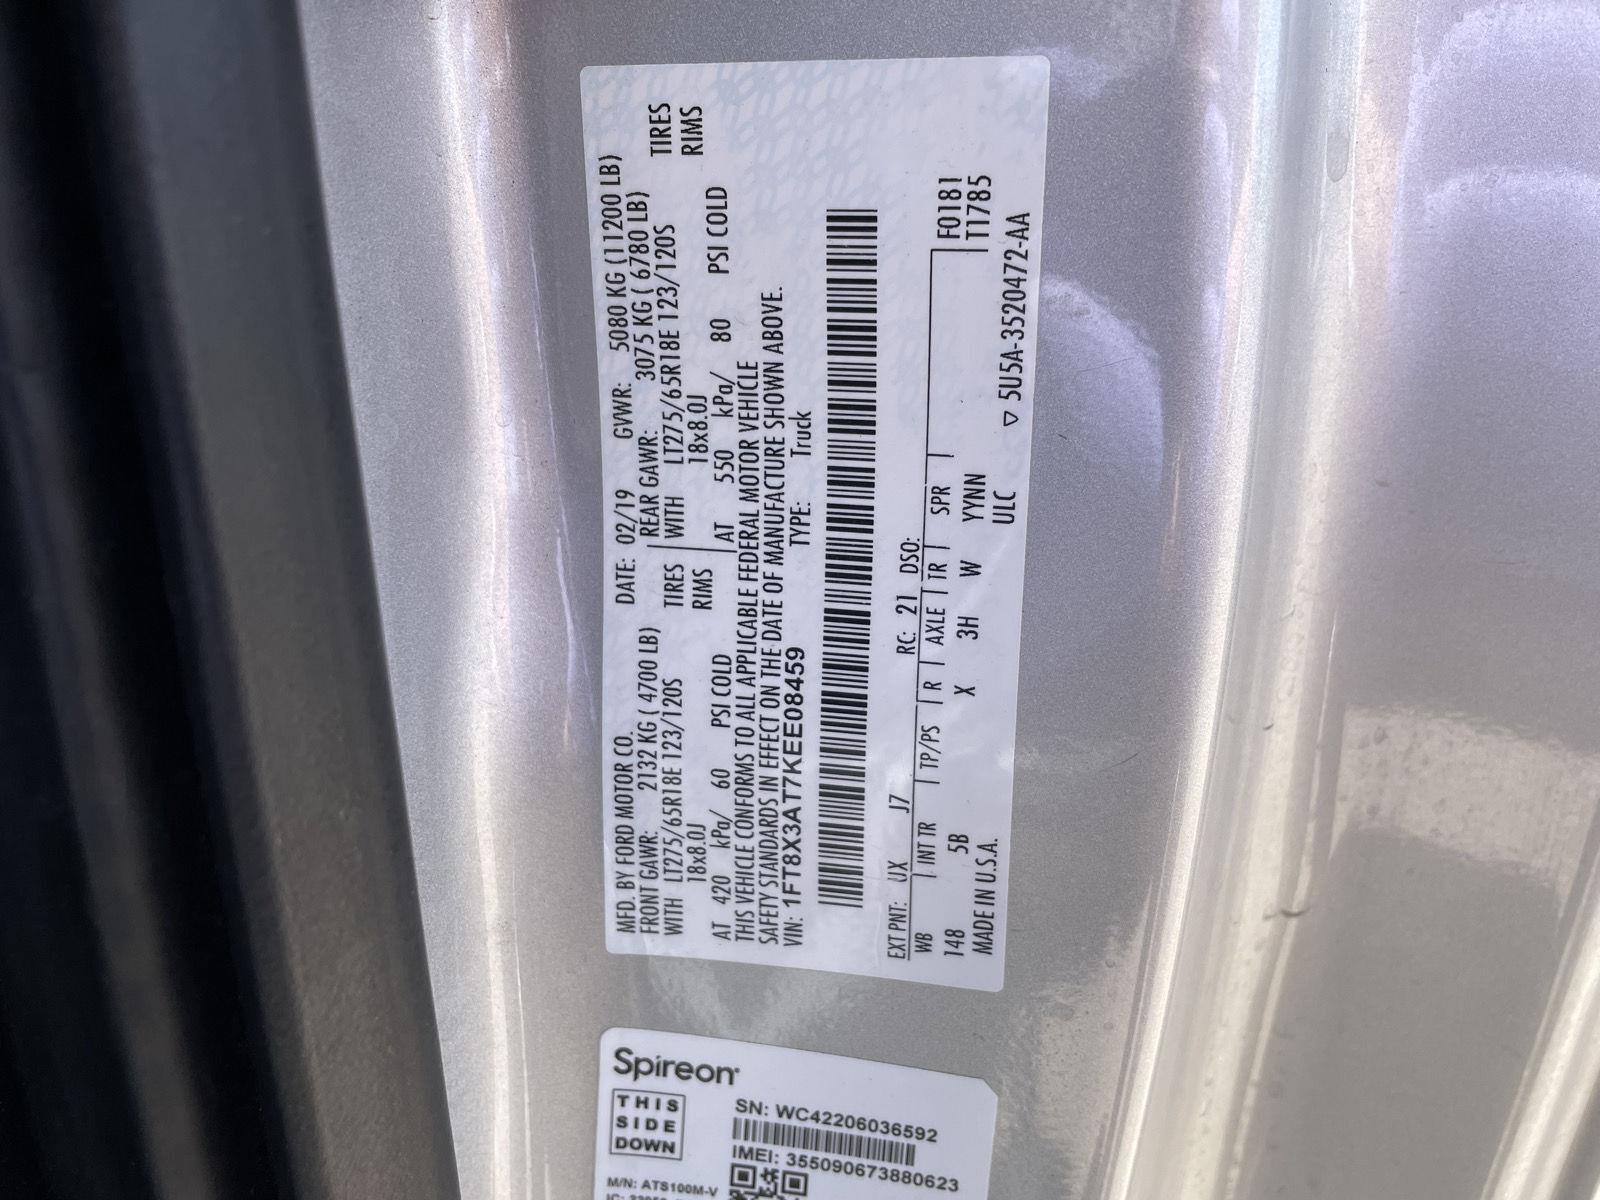 MFD. BY FORD MOTOR CO. DATE: 02/19 GVWR: 5080 KG (11200 LB)
FRONT GAWR: 2132 KG ( 4700 LB) REAR GAWR: 3075 KG ( 6780 LB)
WITH LT275/65R18E 123/120S TIRES WITH LT275/65R18E 123/120S TIRES
18x8.0J RIMS 18x8.0J RIMS
AT 420 kPa/ 60 PSI COLD AT 550 kPa/ 80 PSI COLD
THIS VEHICLE CONFORMS TO ALL APPLICABLE FEDERAL MOTOR VEHICLE
SAFETY STANDARDS IN EFFECT ON THE DATE OF MANUFACTURE SHOWN ABOVE.
VIN: 1FT8X3AT7KEE08459 TYPE: Truck
EXT PNT: UX J7 RC: 21 DSO:
WB INT TR TP/PS R AXLE TR SPR F0181
148 5B X 3H W YYNN T1785
MADE IN U.S.A. ULC ▽ 5U5A-3520472-AA
Spireon
THIS
SIDE
DOWN
SN: WC42206036592
IMEI: 355090673880623
M/N: ATS100M-V